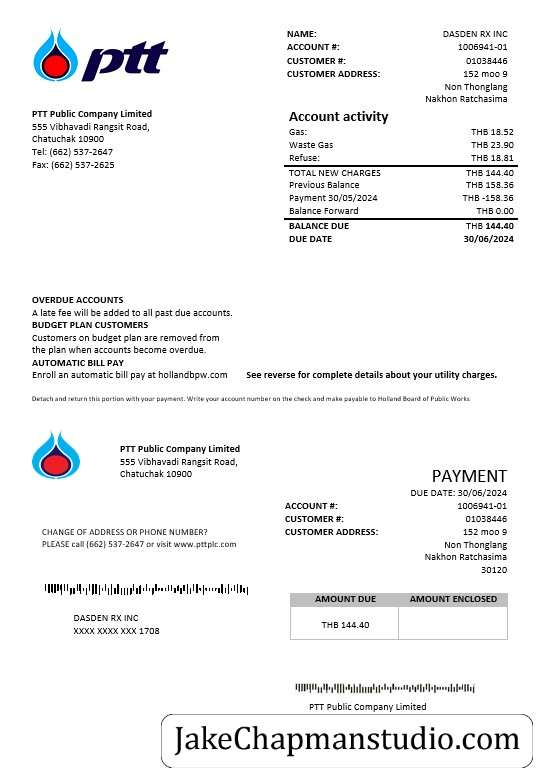 ptt
NAME: DASDEN RX INC
ACCOUNT #: 1006941-01
CUSTOMER #: 01038446
CUSTOMER ADDRESS: 152 moo 9
Non Thonglang
Nakhon Ratchasima
PTT Public Company Limited
555 Vibhavadi Rangsit Road,
Chatuchak 10900
Tel: (662) 537-2647
Fax: (662) 537-2625
Account activity
Gas: THB 18.52
Waste Gas THB 23.90
Refuse: THB 18.81
TOTAL NEW CHARGES THB 144.40
Previous Balance THB 158.36
Payment 30/05/2024 THB -158.36
Balance Forward THB 0.00
BALANCE DUE THB 144.40
DUE DATE 30/06/2024
OVERDUE ACCOUNTS
A late fee will be added to all past due accounts.
BUDGET PLAN CUSTOMERS
Customers on budget plan are removed from
the plan when accounts become overdue.
AUTOMATIC BILL PAY
Enroll an automatic bill pay at hollandbpw.com See reverse for complete details about your utility charges.
Detach and return this portion with your payment. Write your account number on the check and make payable to Holland Board of Public Works
PTT Public Company Limited
555 Vibhavadi Rangsit Road,
Chatuchak 10900
PAYMENT
DUE DATE: 30/06/2024
ACCOUNT #: 1006941-01
CUSTOMER #: 01038446
CUSTOMER ADDRESS: 152 moo 9
Non Thonglang
Nakhon Ratchasima
30120
CHANGE OF ADDRESS OR PHONE NUMBER?
PLEASE call (662) 537-2647 or visit www.pttplc.com
DASDEN RX INC
XXXX XXXX XXX 1708
AMOUNT DUE AMOUNT ENCLOSED
THB 144.40
PTT Public Company Limited
JakeChapmanstudio.com